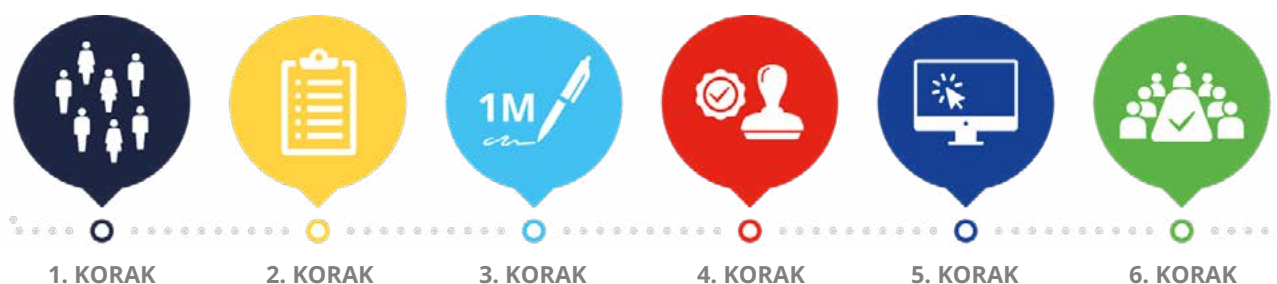 1M
1. KORAK
2. KORAK
3. KORAK
4. KORAK
5. KORAK
6. KORAK